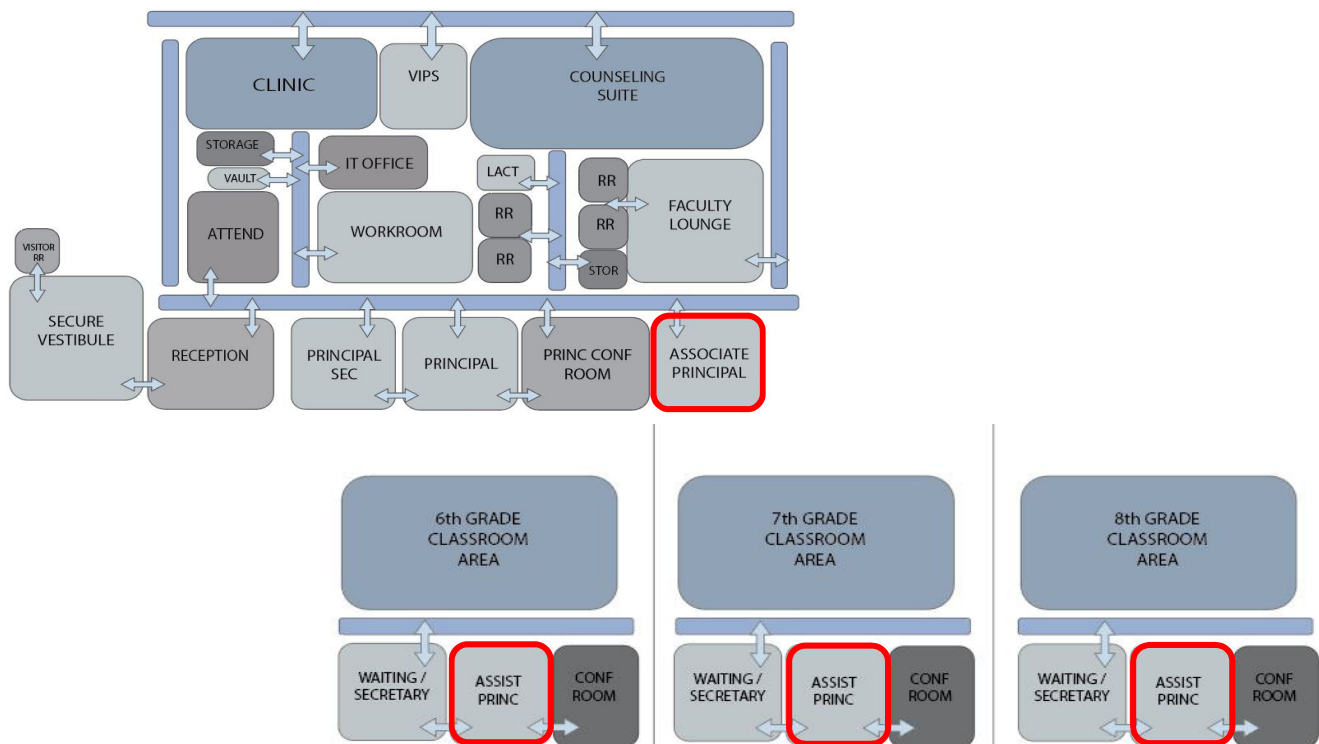 CLINIC
VIPS
COUNSELING
SUITE
STORAGE
IT OFFICE
VAULT
LACT
RR
FACULTY
LOUNGE
ATTEND
WORKROOM
RR
RR
RR
STOR
VISITOR
RR
SECURE
VESTIBULE
RECEPTION
PRINCIPAL
SEC
PRINCIPAL
PRINC CONF
ROOM
ASSOCIATE
PRINCIPAL
6th GRADE
CLASSROOM
AREA
WAITING /
SECRETARY
ASSIST
PRINC
CONF
ROOM
7th GRADE
CLASSROOM
AREA
WAITING /
SECRETARY
ASSIST
PRINC
CONF
ROOM
8th GRADE
CLASSROOM
AREA
WAITING /
SECRETARY
ASSIST
PRINC
CONF
ROOM